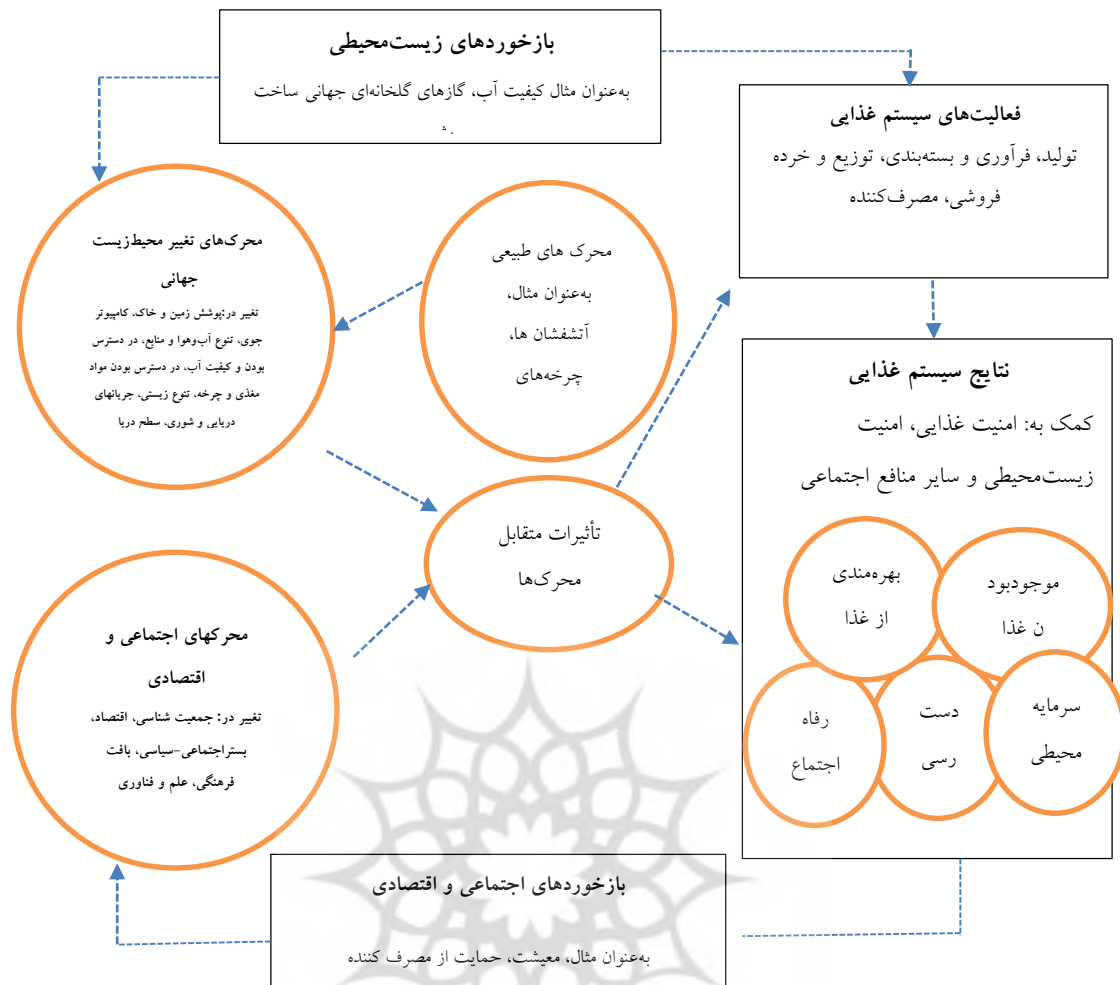 بازخوردهای زیست‌محیطی
به‌عنوان مثال کیفیت آب، گازهای گلخانه‌ای جهانی ساخت
فعالیت‌های سیستم غذایی
تولید، فرآوری و بسته‌بندی، توزیع و خرده
فروشی، مصرف‌کننده
محرک‌های تغییر محیط‌زیست
جهانی
تغییر در:پوشش زمین و خاک، کامپیوتر
جوی، تنوع آب‌وهوا و منابع، در دسترس
بودن و کیفیت آب، در دسترس بودن مواد
مغذی و چرخه، تنوع زیستی، جریانهای
دریایی و شوری، سطح دریا
محرک های طبیعی
به‌عنوان مثال،
آتشفشان ها،
چرخه‌های
نتایج سیستم غذایی
کمک به: امنیت غذایی، امنیت
زیست‌محیطی و سایر منافع اجتماعی
تأثیرات متقابل
محرک‌ها
بهره‌مندی
از غذا
موجودبود
ن غذا
رفاه
اجتماع
دست
رسی
سرمایه
محیطی
محرکهای اجتماعی و
اقتصادی
تغییر در: جمعیت شناسی، اقتصاد،
بستراجتماعی-سیاسی، بافت
فرهنگی، علم و فناوری
بازخوردهای اجتماعی و اقتصادی
به‌عنوان مثال، معیشت، حمایت از مصرف کننده